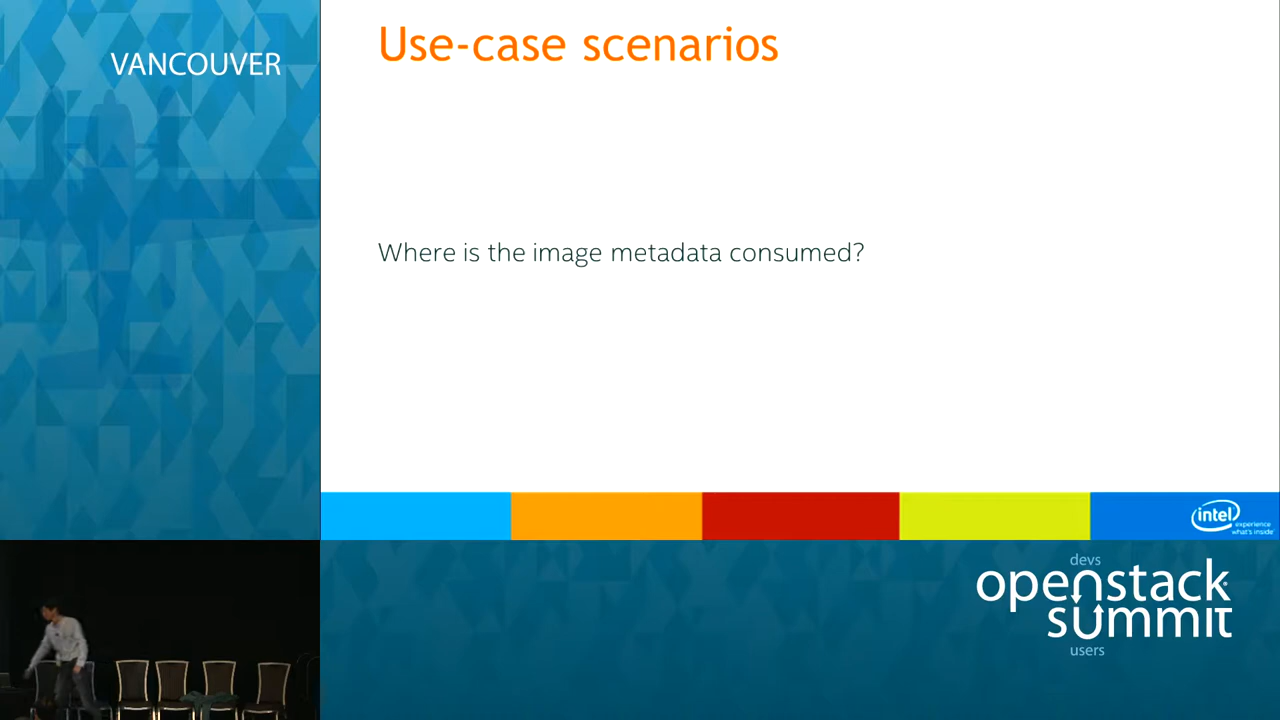 VANCOUVER
Use-case scenarios
Where is the image metadata consumed?
intel
experience
what's inside
devs
openstack
summit
users